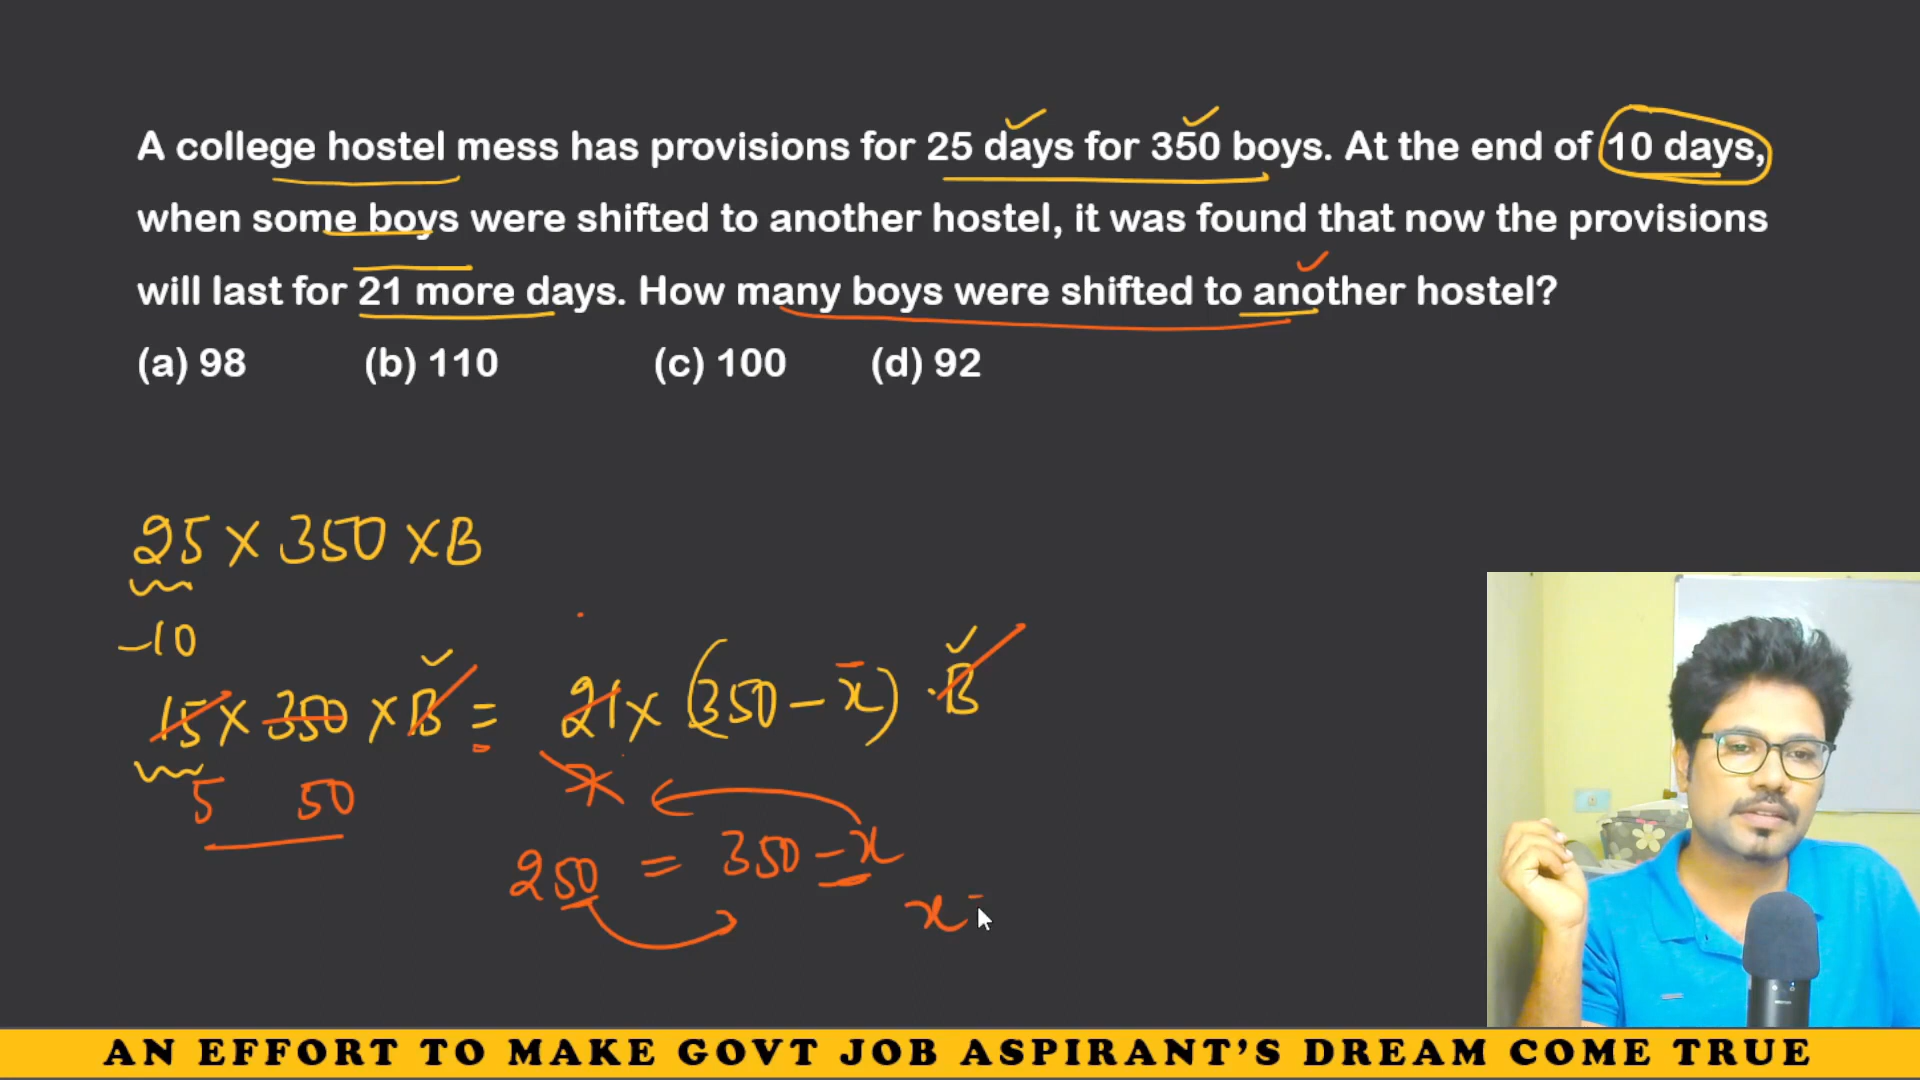 A college hostel mess has provisions for 25 days for 350 boys. At the end of 10 days,
when some boys were shifted to another hostel, it was found that now the provisions
will last for 21 more days. How many boys were shifted to another hostel?
(a) 98 (b) 110 (c) 100 (d) 92
25 × 350 × B
-10
15 × 350 × B = 21 × (350 - x) · B
5 50 7
250 = 350 - x
x =
AN EFFORT TO MAKE GOVT JOB ASPIRANT'S DREAM COME TRUE